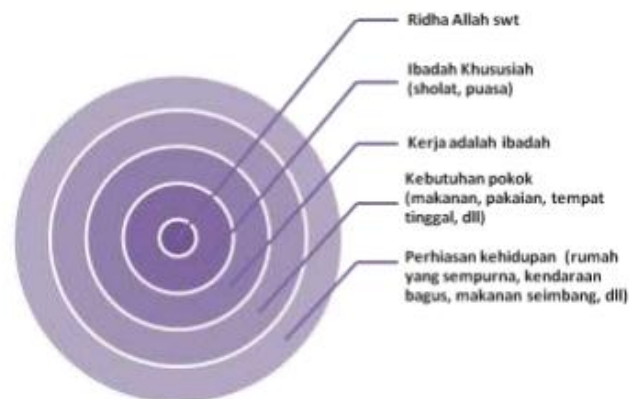 Ridha Allah swt
Ibadah Khususiah
(sholat, puasa)
Kerja adalah ibadah
Kebutuhan pokok
(makanan, pakaian, tempat
tinggal, dll)
Perhiasan kehidupan (rumah
yang sempurna, kendaraan
bagus, makanan seimbang, dll)